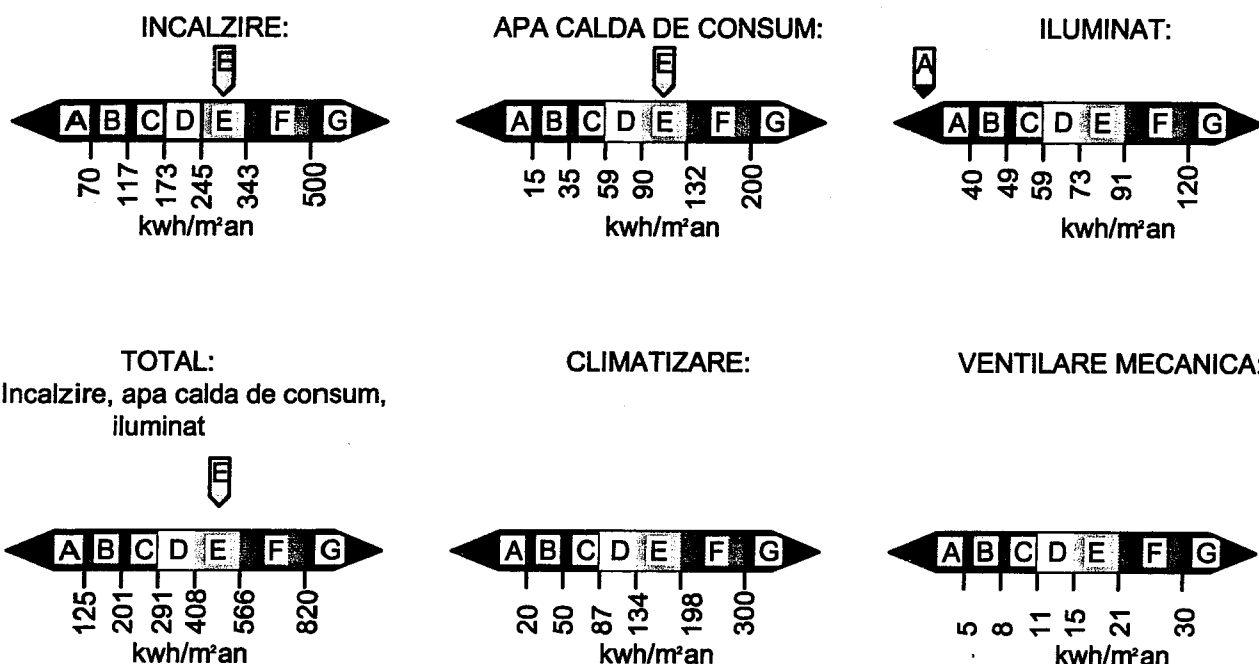 INCALZIRE:
E
A B C D E F G
70 117 173 245 343 500
kwh/m²an
APA CALDA DE CONSUM:
E
A B C D E F G
15 35 59 90 132 200
kwh/m²an
ILUMINAT:
A
A B C D E F G
40 49 59 73 91 120
kwh/m²an
TOTAL:
Incalzire, apa calda de consum,
iluminat
E
A B C D E F G
125 201 291 408 566 820
kwh/m²an
CLIMATIZARE:
A B C D E F G
20 50 87 134 198 300
kwh/m²an
VENTILARE MECANICA:
A B C D E F G
5 8 11 15 21 30
kwh/m²an